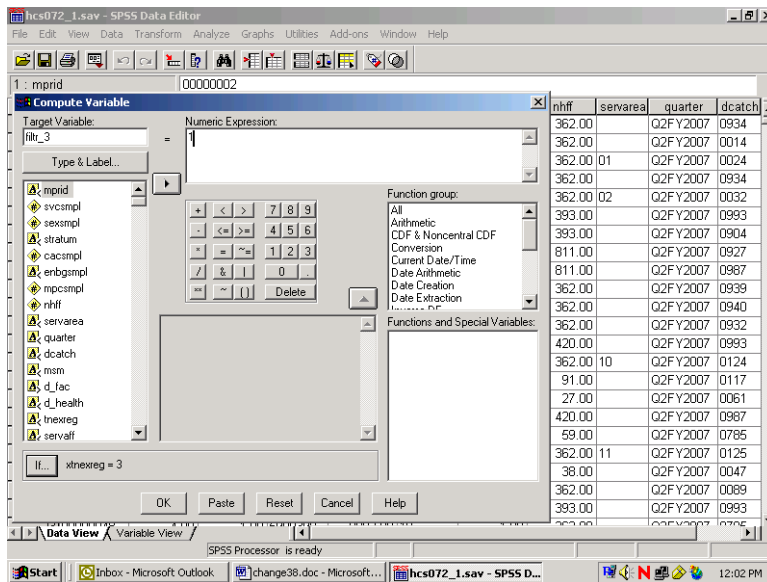 hcs072_1.sav - SPSS Data Editor
File Edit View Data Transform Analyze Graphs Utilities Add-ons Window Help
1 : mprid 00000002
Compute Variable
Target Variable:
filtr_3
=
Numeric Expression:
1
Type & Label...
mprid
svcsmpl
sexsmpl
stratum
cacsmpl
enbgsmpl
mpcsmpl
nhff
servarea
quarter
dcatch
msm
d_fac
d_health
tnexreg
servaff
+ < > 7 8 9
- <= >= 4 5 6
* = ~= 1 2 3
/ & | 0 .
** ~ () Delete
Function group:
All
Arithmetic
CDF & Noncentral CDF
Conversion
Current Date/Time
Date Arithmetic
Date Creation
Date Extraction
Functions and Special Variables:
If... xtnexreg = 3
OK Paste Reset Cancel Help
nhff servarea quarter dcatch
362.00 Q2FY2007 0934
362.00 Q2FY2007 0014
362.00 01 Q2FY2007 0024
362.00 Q2FY2007 0934
362.00 02 Q2FY2007 0032
393.00 Q2FY2007 0993
393.00 Q2FY2007 0904
811.00 Q2FY2007 0927
811.00 Q2FY2007 0987
362.00 Q2FY2007 0939
362.00 Q2FY2007 0940
362.00 Q2FY2007 0932
420.00 Q2FY2007 0993
362.00 10 Q2FY2007 0124
91.00 Q2FY2007 0117
27.00 Q2FY2007 0061
420.00 Q2FY2007 0987
59.00 Q2FY2007 0785
362.00 11 Q2FY2007 0125
38.00 Q2FY2007 0047
362.00 Q2FY2007 0089
393.00 Q2FY2007 0993
Data View Variable View
SPSS Processor is ready
Start Inbox - Microsoft Outlook change38.doc - Microsoft... hcs072_1.sav - SPSS D... 12:02 PM